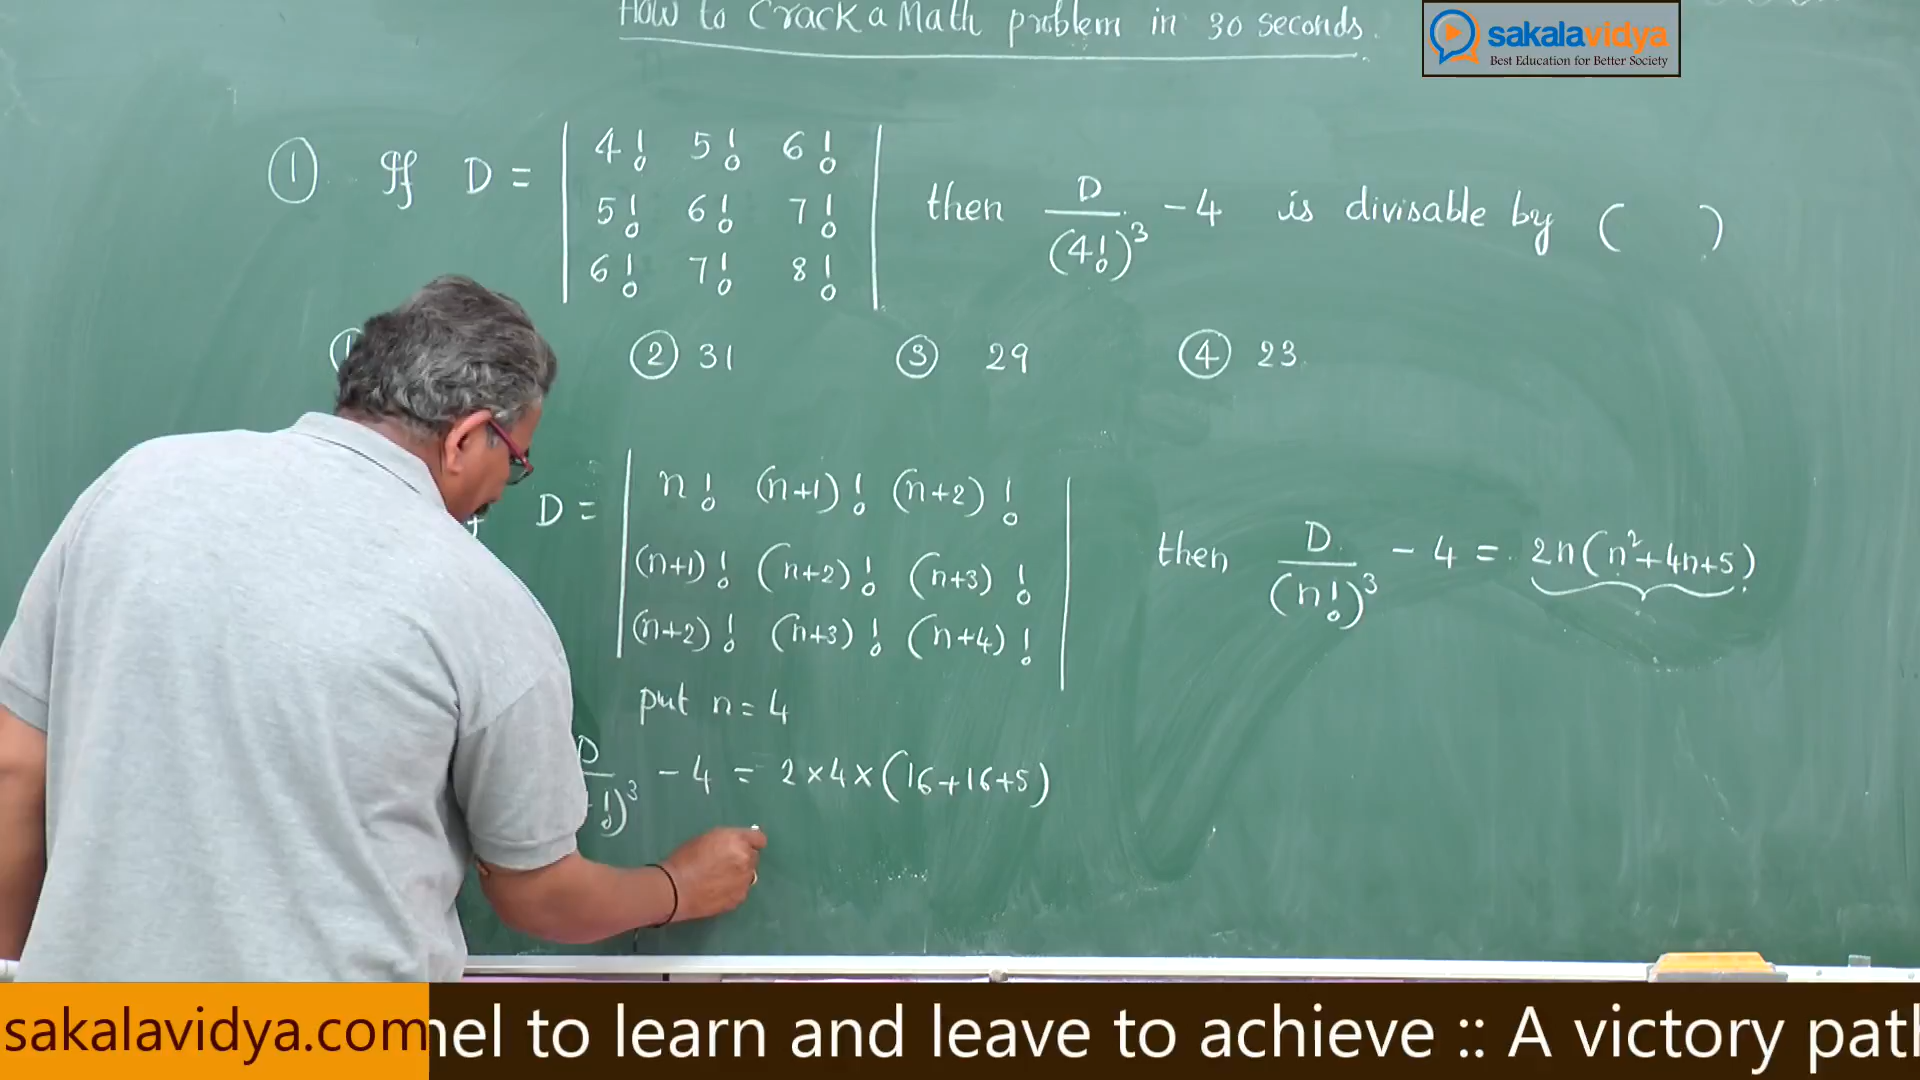 How to Crack a Math problem in 30 seconds.
sakalavidya
Best Education for Better Society
① If D = | 4! 5! 6! | then D/(4!)³ - 4 is divisable by ( )
5! 6! 7!
6! 7! 8!
② 31 ③ 29 ④ 23.
D = | n! (n+1)! (n+2)! |
(n+1)! (n+2)! (n+3)! then D/(n!)³ - 4 = 2n(n²+4n+5)
(n+2)! (n+3)! (n+4)!
put n = 4
D/(!)³ - 4 = 2×4×(16+16+5)
sakalavidya.com
to learn and leave to achieve :: A victory